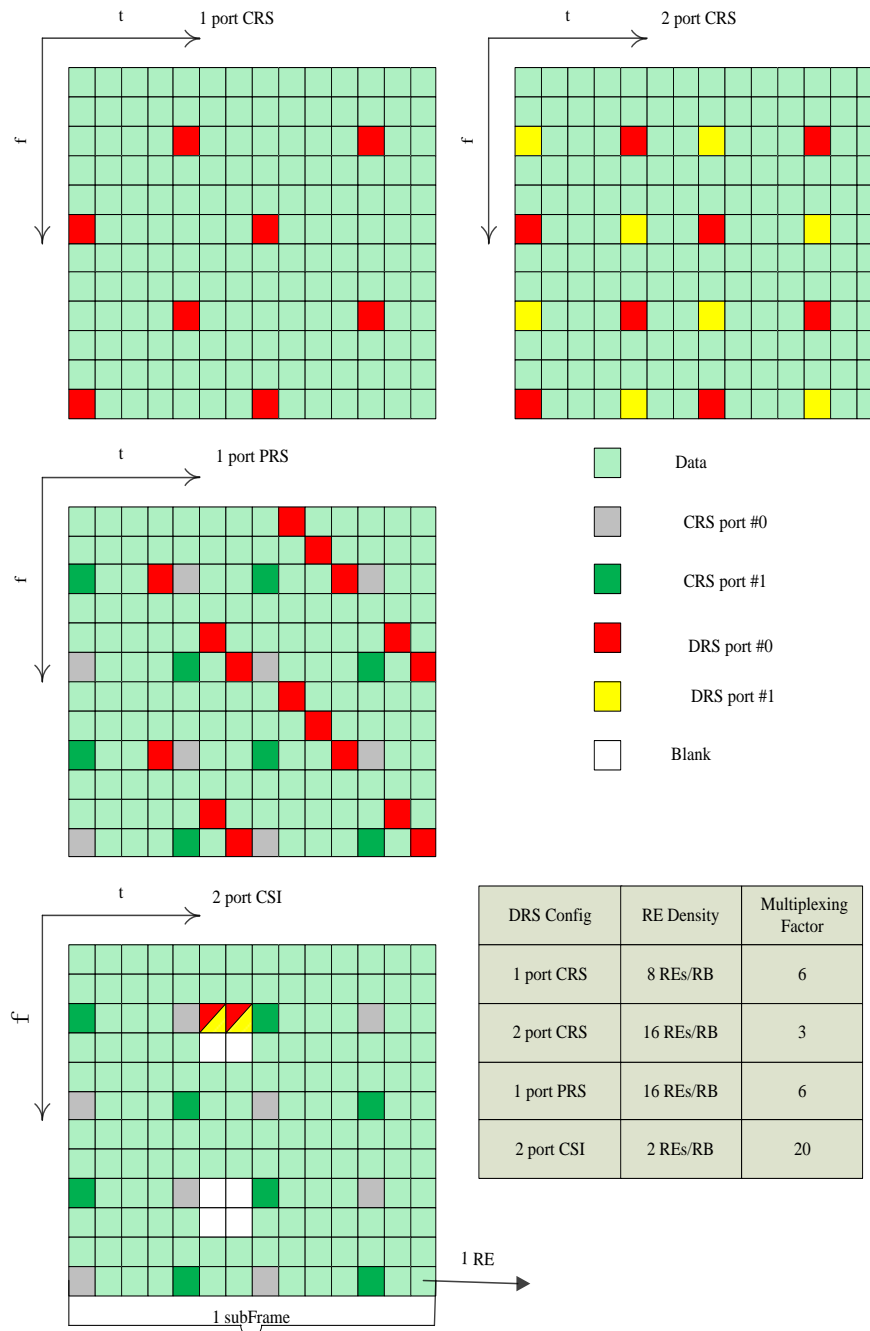 t
1 port CRS
f
t
2 port CRS
f
t
1 port PRS
f
Data
CRS port #0
CRS port #1
DRS port #0
DRS port #1
Blank
t
2 port CSI
f
1 RE
1 subFrame
DRS Config
RE Density
Multiplexing
Factor
1 port CRS
8 REs/RB
6
2 port CRS
16 REs/RB
3
1 port PRS
16 REs/RB
6
2 port CSI
2 REs/RB
20